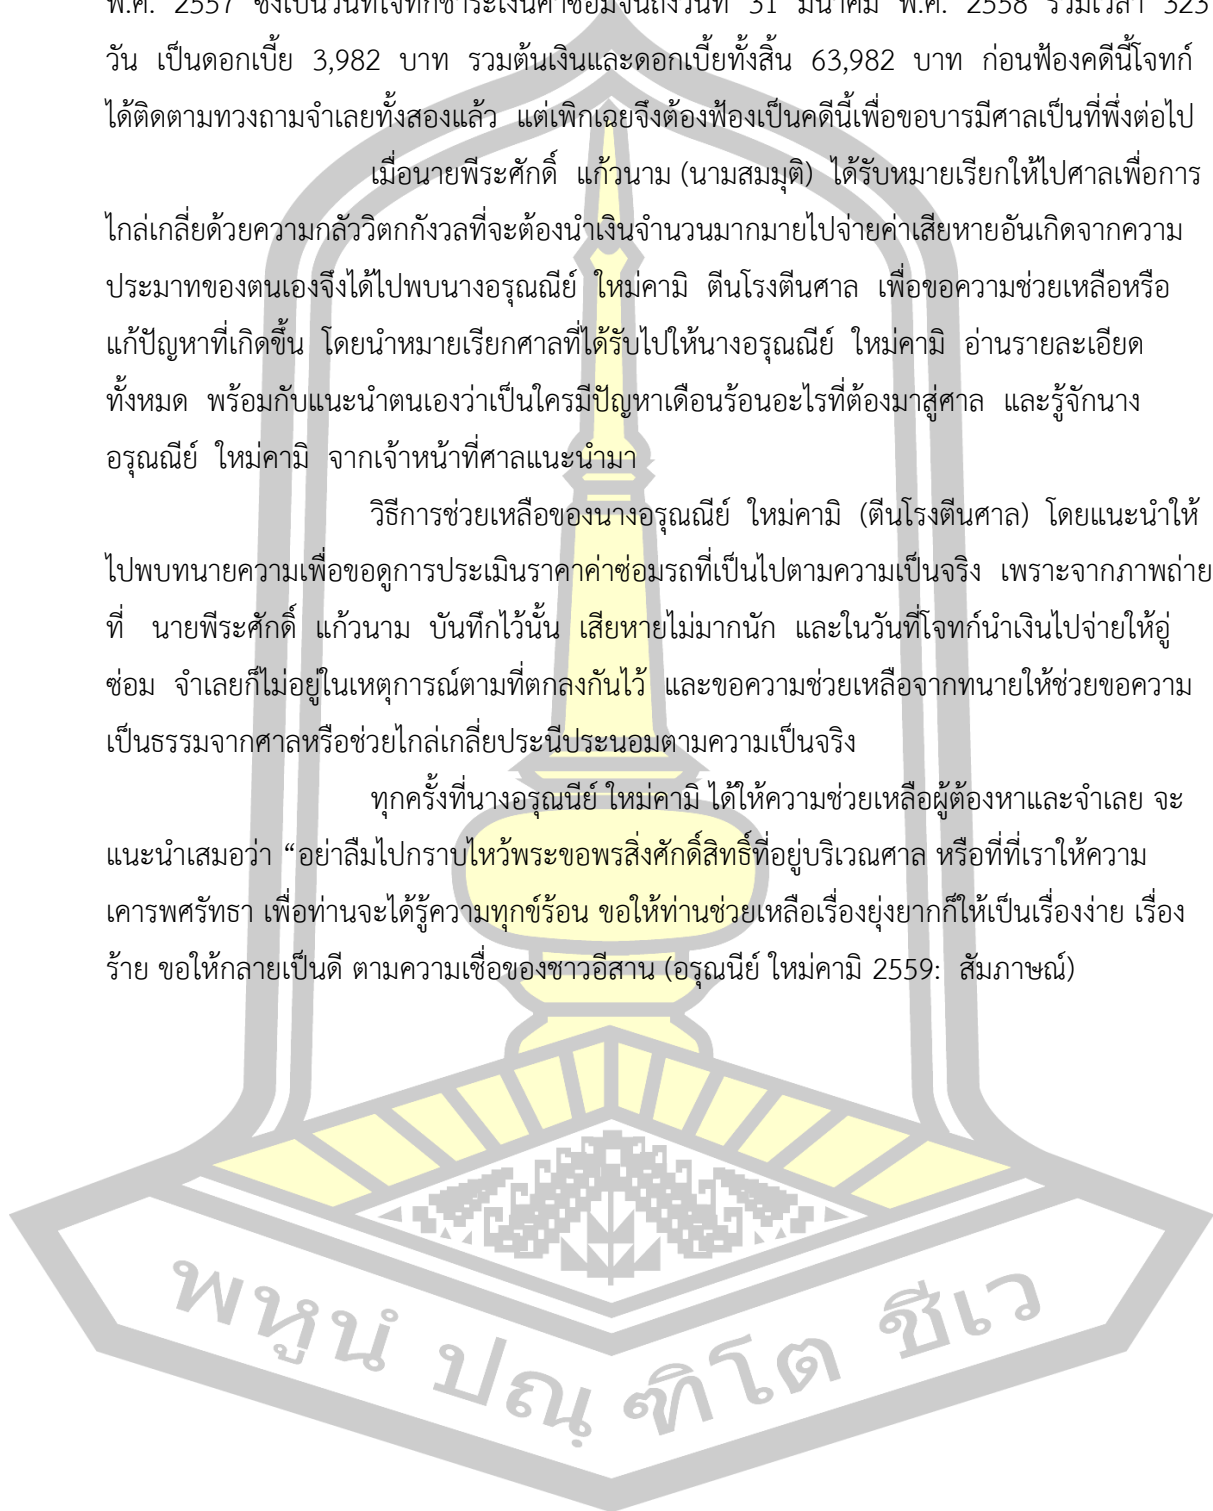 พ.ศ. 2557 ซึ่งเป็นวันที่โจทก์ชำระเงินค่าซ่อมจนถึงวันที่ 31 มีนาคม พ.ศ. 2558 รวมเวลา 323
วัน เป็นดอกเบี้ย 3,982 บาท รวมต้นเงินและดอกเบี้ยทั้งสิ้น 63,982 บาท ก่อนฟ้องคดีนี้โจทก์
ได้ติดตามทวงถามจำเลยทั้งสองแล้ว แต่เพิกเฉยจึงต้องฟ้องเป็นคดีนี้เพื่อขอบารมีศาลเป็นที่พึ่งต่อไป
เมื่อนายพีระศักดิ์ แก้วนาม (นามสมมุติ) ได้รับหมายเรียกให้ไปศาลเพื่อการ
ไกล่เกลี่ยด้วยความกลัววิตกกังวลที่จะต้องนำเงินจำนวนมากมายไปจ่ายค่าเสียหายอันเกิดจากความ
ประมาทของตนเองจึงได้ไปพบนางอรุณณีย์ ใหม่คามิ ตีนโรงตีนศาล เพื่อขอความช่วยเหลือหรือ
แก้ปัญหาที่เกิดขึ้น โดยนำหมายเรียกศาลที่ได้รับไปให้นางอรุณณีย์ ใหม่คามิ อ่านรายละเอียด
ทั้งหมด พร้อมกับแนะนำตนเองว่าเป็นใครมีปัญหาเดือนร้อนอะไรที่ต้องมาสู่ศาล และรู้จักนาง
อรุณณีย์ ใหม่คามิ จากเจ้าหน้าที่ศาลแนะนำมา
วิธีการช่วยเหลือของนางอรุณณีย์ ใหม่คามิ (ตีนโรงตีนศาล) โดยแนะนำให้
ไปพบทนายความเพื่อขอดูการประเมินราคาค่าซ่อมรถที่เป็นไปตามความเป็นจริง เพราะจากภาพถ่าย
ที่ นายพีระศักดิ์ แก้วนาม บันทึกไว้นั้น เสียหายไม่มากนัก และในวันที่โจทก์นำเงินไปจ่ายให้อู่
ซ่อม จำเลยก็ไม่อยู่ในเหตุการณ์ตามที่ตกลงกันไว้ และขอความช่วยเหลือจากทนายให้ช่วยขอความ
เป็นธรรมจากศาลหรือช่วยไกล่เกลี่ยประนีประนอมตามความเป็นจริง
ทุกครั้งที่นางอรุณนีย์ ใหม่คามิ ได้ให้ความช่วยเหลือผู้ต้องหาและจำเลย จะ
แนะนำเสมอว่า “อย่าลืมไปกราบไหว้พระขอพรสิ่งศักดิ์สิทธิ์ที่อยู่บริเวณศาล หรือที่ที่เราให้ความ
เคารพศรัทธา เพื่อท่านจะได้รู้ความทุกข์ร้อน ขอให้ท่านช่วยเหลือเรื่องยุ่งยากก็ให้เป็นเรื่องง่าย เรื่อง
ร้าย ขอให้กลายเป็นดี ตามความเชื่อของชาวอีสาน (อรุณนีย์ ใหม่คามิ 2559: สัมภาษณ์)
พหูนํ ปณฺฑิโต ชีเว